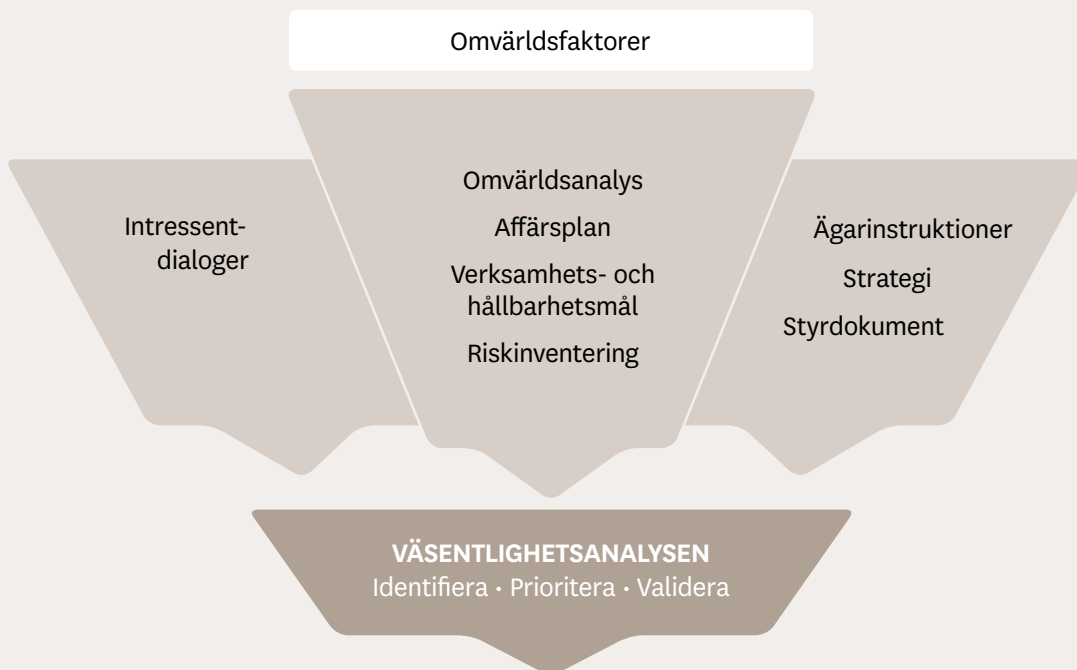 Omvärldsfaktorer
Intressent-
dialoger
Omvärldsanalys
Affärsplan
Verksamhets- och
hållbarhetsmål
Riskinventering
Ägarinstruktioner
Strategi
Styrdokument
VÄSENTLIGHETSANALYSEN
Identifiera • Prioritera • Validera